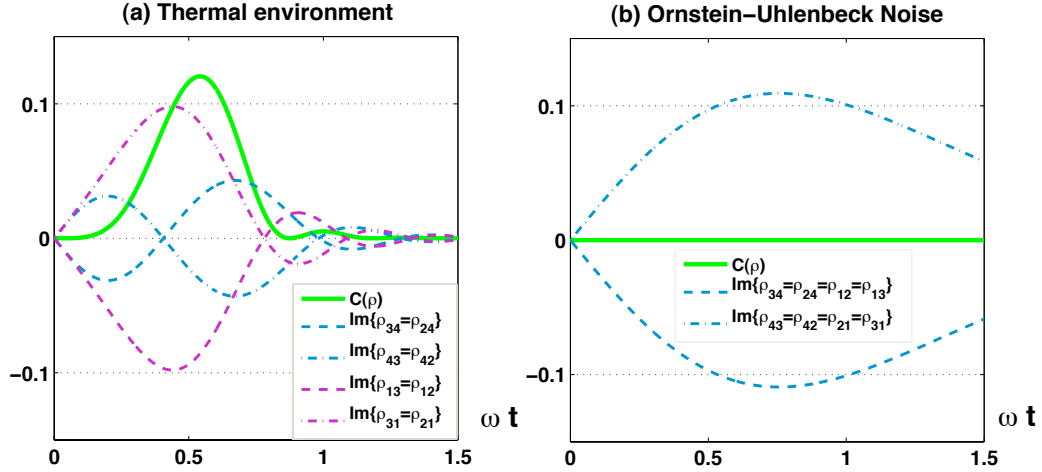 (a) Thermal environment
0.1
0
−0.1
0
0.5
1
1.5
ω t
C(ρ)
Im{ρ34=ρ24}
Im{ρ43=ρ42}
Im{ρ13=ρ12}
Im{ρ31=ρ21}
(b) Ornstein−Uhlenbeck Noise
0.1
0
−0.1
0
0.5
1
1.5
ω t
C(ρ)
Im{ρ34=ρ24=ρ12=ρ13}
Im{ρ43=ρ42=ρ21=ρ31}